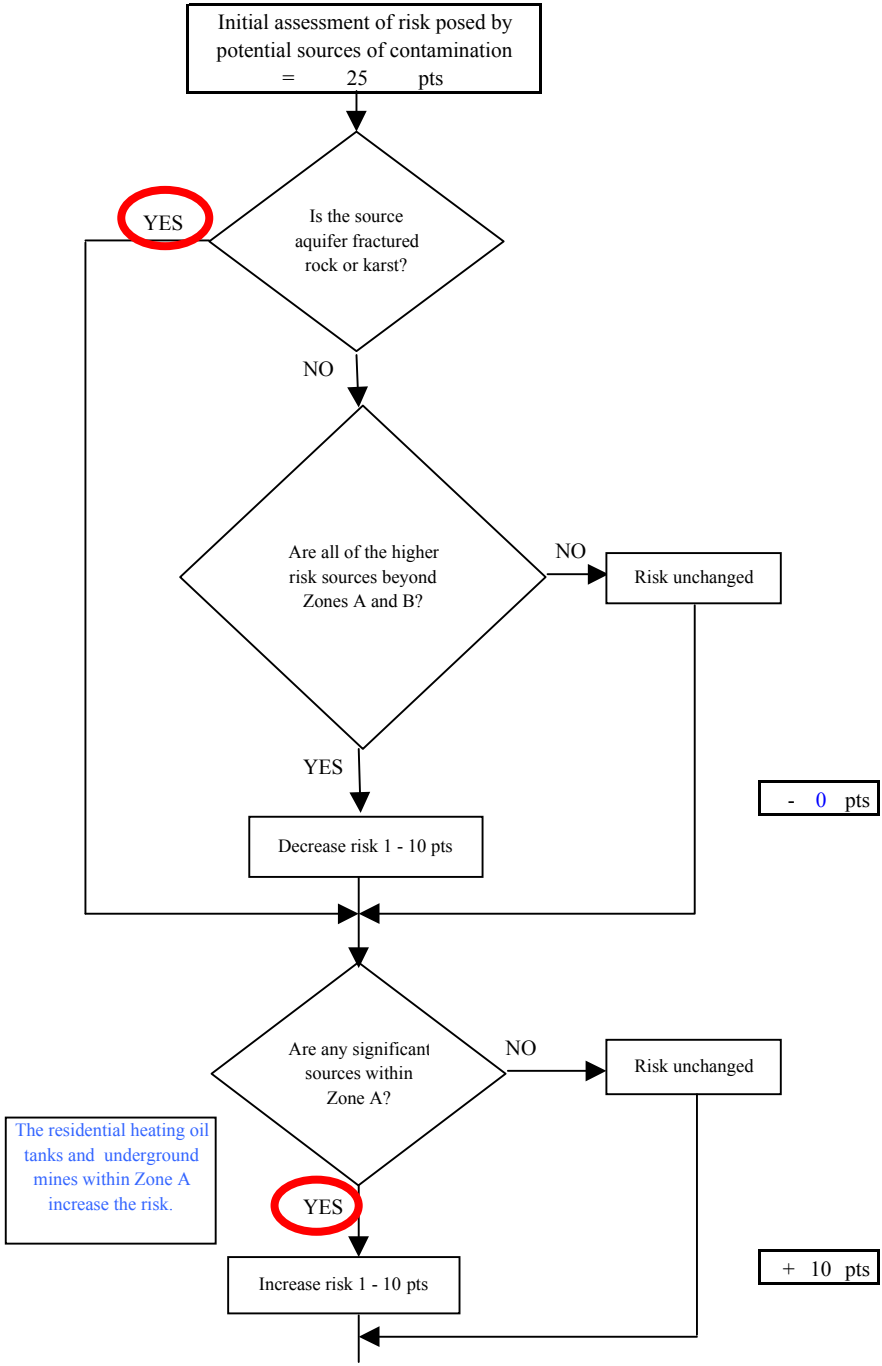 Initial assessment of risk posed by
potential sources of contamination
= 25 pts
YES
Is the source
aquifer fractured
rock or karst?
NO
Are all of the higher
risk sources beyond
Zones A and B?
NO
Risk unchanged
YES
- 0 pts
Decrease risk 1 - 10 pts
Are any significant
sources within
Zone A?
NO
Risk unchanged
The residential heating oil
tanks and underground
mines within Zone A
increase the risk.
YES
Increase risk 1 - 10 pts
+ 10 pts